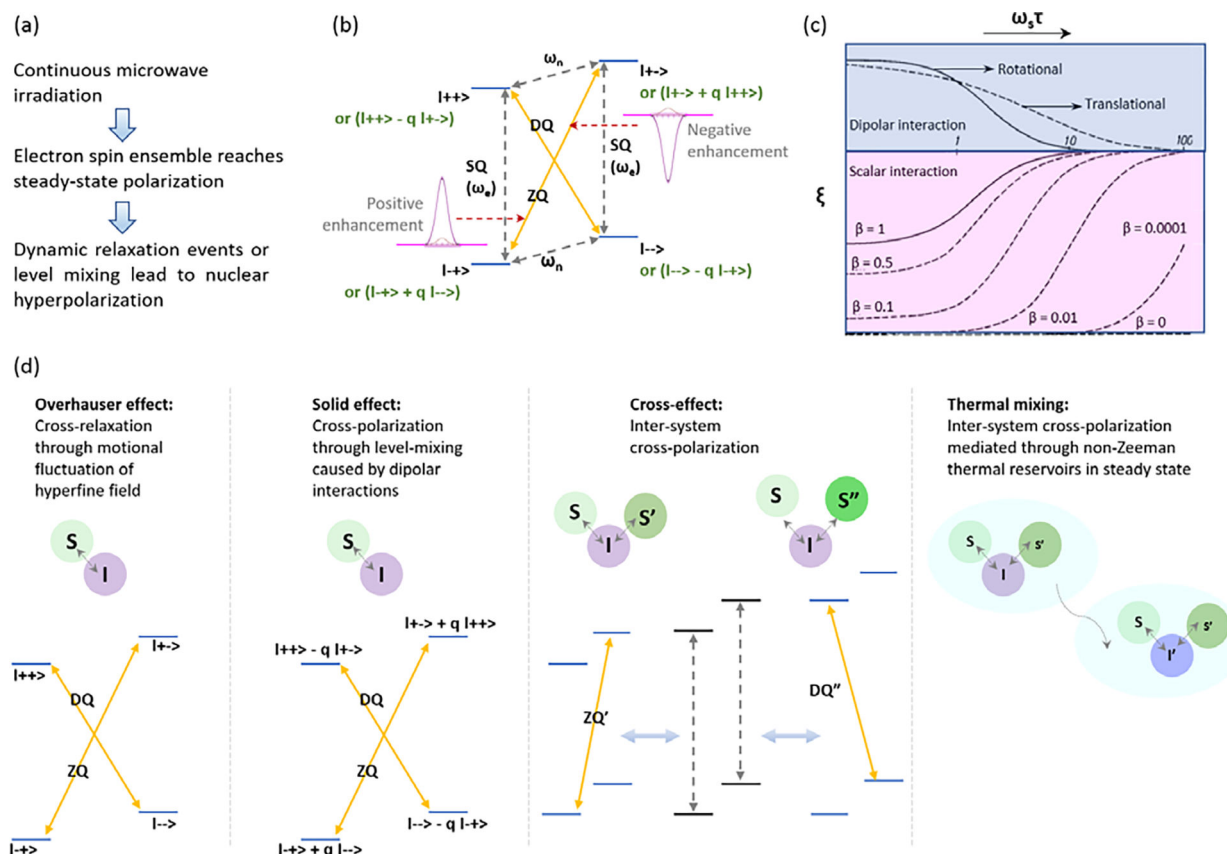 (a)
Continuous microwave
irradiation
Electron spin ensemble reaches
steady-state polarization
Dynamic relaxation events or
level mixing lead to nuclear
hyperpolarization
(b)
ωn
I++>
or (I++> - q I+->)
I+->
or (I+-> + q I++>)
DQ
Negative
enhancement
SQ
(ωe)
SQ
(ωe)
ZQ
Positive
enhancement
I-+>
or (I-+> + q I-->)
ωn
I-->
or (I--> - q I-+>)
(c)
ωsτ
Rotational
Translational
Dipolar interaction
1
10
100
Scalar interaction
ξ
β = 1
β = 0.5
β = 0.1
β = 0.01
β = 0
β = 0.0001
(d)
Overhauser effect:
Cross-relaxation
through motional
fluctuation of
hyperfine field
S
I
I++>
I+->
DQ
ZQ
I-->
I-+>
Solid effect:
Cross-polarization
through level-mixing
caused by dipolar
interactions
S
I
I++> - q I+->
I+-> + q I++>
DQ
ZQ
I--> - q I-+>
I-+> + q I-->
Cross-effect:
Inter-system
cross-polarization
S
S'
I
S
S"
I
ZQ'
DQ"
Thermal mixing:
Inter-system cross-polarization
mediated through non-Zeeman
thermal reservoirs in steady state
S
S'
I
S
S'
I'